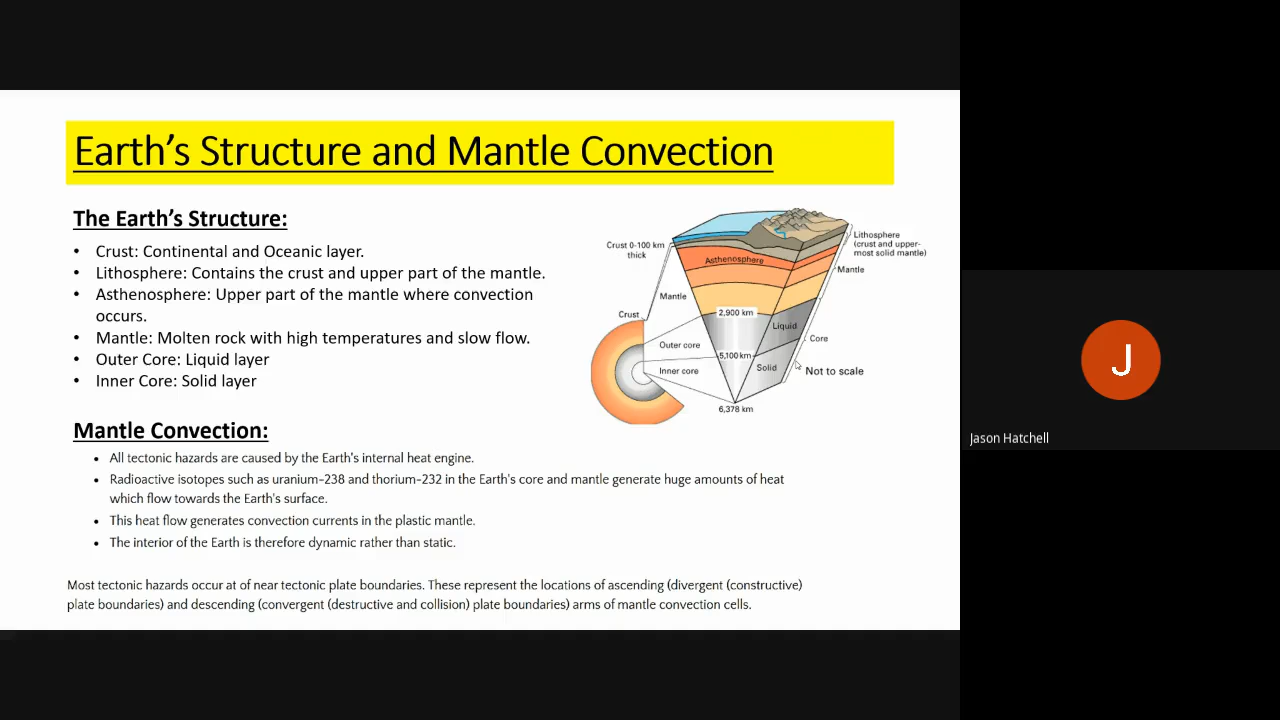 Earth's Structure and Mantle Convection
The Earth's Structure:
• Crust: Continental and Oceanic layer.
• Lithosphere: Contains the crust and upper part of the mantle.
• Asthenosphere: Upper part of the mantle where convection
occurs.
• Mantle: Molten rock with high temperatures and slow flow.
• Outer Core: Liquid layer
• Inner Core: Solid layer
Crust 0-100 km
thick
Asthenosphere
Lithosphere
(crust and upper-
most solid mantle)
Mantle
Mantle
Crust
2,900 km
Liquid
Outer core
Core
5,100 km
Inner core
Solid
Not to scale
6,378 km
Mantle Convection:
• All tectonic hazards are caused by the Earth's internal heat engine.
• Radioactive isotopes such as uranium-238 and thorium-232 in the Earth's core and mantle generate huge amounts of heat
which flow towards the Earth's surface.
• This heat flow generates convection currents in the plastic mantle.
• The interior of the Earth is therefore dynamic rather than static.
Most tectonic hazards occur at of near tectonic plate boundaries. These represent the locations of ascending (divergent (constructive)
plate boundaries) and descending (convergent (destructive and collision) plate boundaries) arms of mantle convection cells.
J
Jason Hatchell